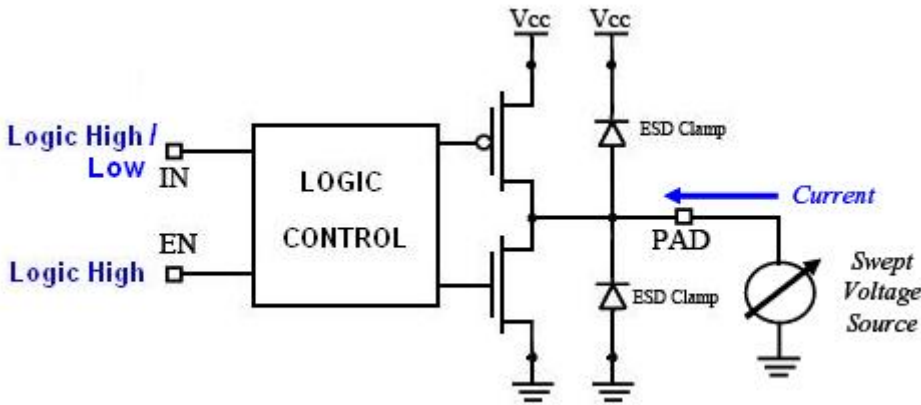 Vcc
Vcc
Logic High /
Low
IN
LOGIC
CONTROL
EN
Logic High
ESD Clamp
Current
PAD
ESD Clamp
Swept
Voltage
Source